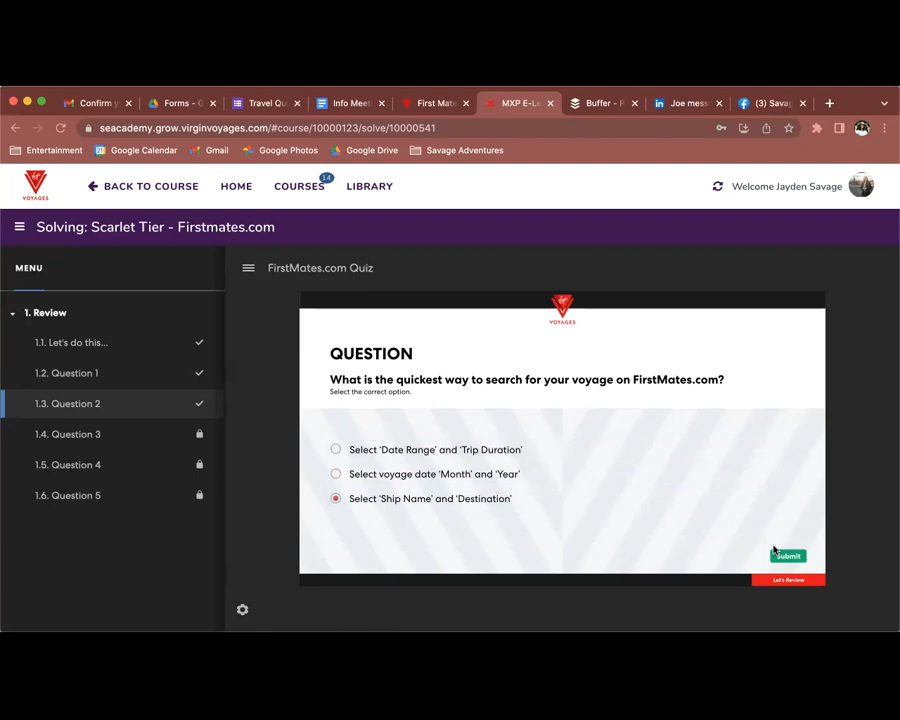 Confirm y
Forms - G
Travel Qu
Info Meet
First Mate
MXP E-Le
Buffer - P
Joe mess
(3) Savag
seacademy.grow.virginvoyages.com/#course/10000123/solve/10000541
Entertainment
Google Calendar
Gmail
Google Photos
Google Drive
Savage Adventures
VOYAGES
BACK TO COURSE
HOME
COURSES
14
LIBRARY
Welcome Jayden Savage
Solving: Scarlet Tier - Firstmates.com
MENU
FirstMates.com Quiz
1. Review
1.1. Let's do this...
1.2. Question 1
1.3. Question 2
1.4. Question 3
1.5. Question 4
1.6. Question 5
VOYAGES
QUESTION
What is the quickest way to search for your voyage on FirstMates.com?
Select the correct option.
Select ‘Date Range’ and ‘Trip Duration’
Select voyage date ‘Month’ and ‘Year’
Select ‘Ship Name’ and ‘Destination’
Submit
Let's Review